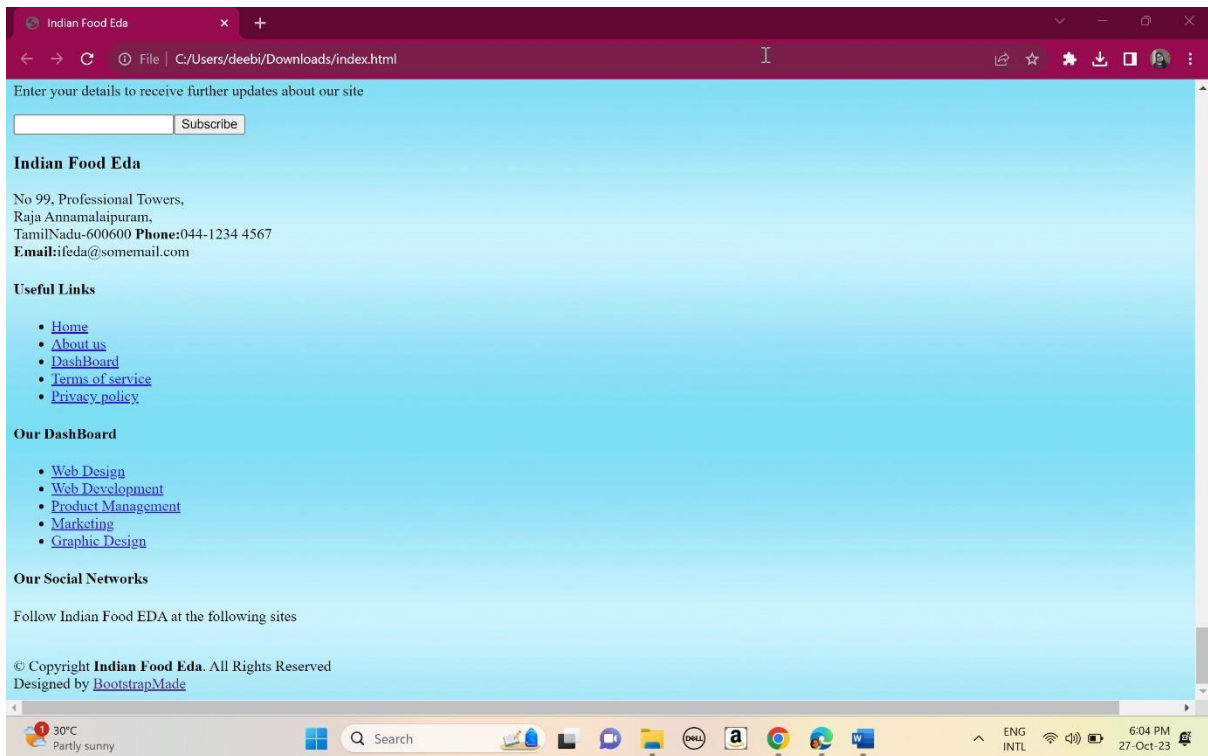 Indian Food Eda
File | C:/Users/deebi/Downloads/index.html
Enter your details to receive further updates about our site
Subscribe
Indian Food Eda
No 99, Professional Towers,
Raja Annamalaipuram,
TamilNadu-600600 Phone:044-1234 4567
Email:ifeda@somemail.com
Useful Links
Home
About us
DashBoard
Terms of service
Privacy policy
Our DashBoard
Web Design
Web Development
Product Management
Marketing
Graphic Design
Our Social Networks
Follow Indian Food EDA at the following sites
© Copyright Indian Food Eda. All Rights Reserved
Designed by BootstrapMade
1
30°C
Partly sunny
Search
DELL
a
W
ENG
INTL
6:04 PM
27-Oct-23